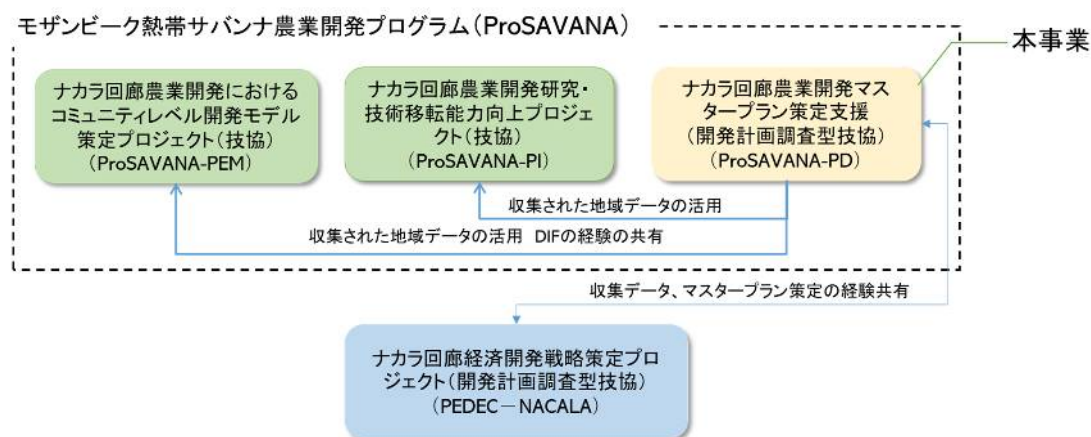 モザンビーク熱帯サバンナ農業開発プログラム(ProSAVANA)
本事業
ナカラ回廊農業開発における
コミュニティレベル開発モデル
策定プロジェクト(技協)
(ProSAVANA-PEM)
ナカラ回廊農業開発研究・
技術移転能力向上プロジェ
クト(技協)
(ProSAVANA-PI)
ナカラ回廊農業開発マス
タープラン策定支援
(開発計画調査型技協)
(ProSAVANA-PD)
収集された地域データの活用
収集された地域データの活用 DIFの経験の共有
収集データ、マスタープラン策定の経験共有
ナカラ回廊経済開発戦略策定プロ
ジェクト(開発計画調査型技協)
(PEDEC-NACALA)